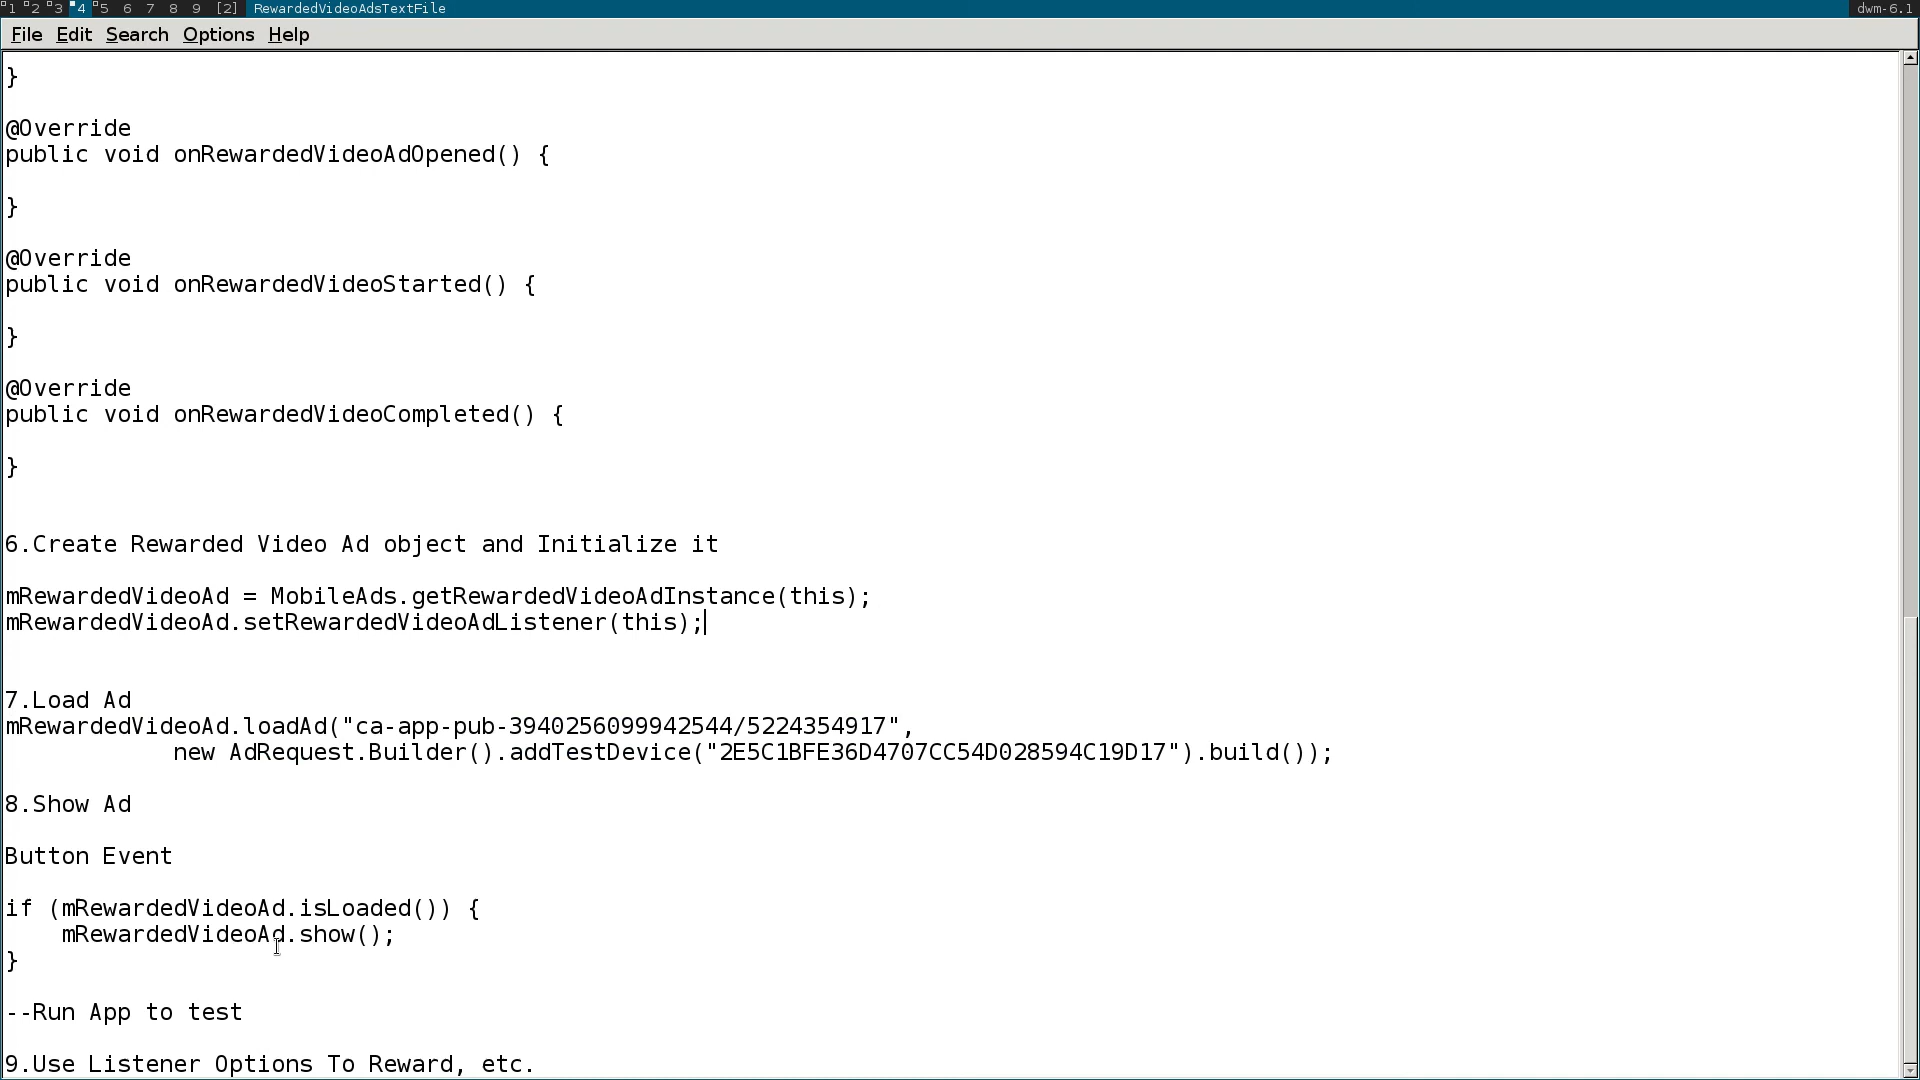 1 2 3 4 5 6 7 8 9 [2] RewardedVideoAdsTextFile dwm-6.1
File Edit Search Options Help
}
@Override
public void onRewardedVideoAdOpened() {
}
@Override
public void onRewardedVideoStarted() {
}
@Override
public void onRewardedVideoCompleted() {
}
6.Create Rewarded Video Ad object and Initialize it
mRewardedVideoAd = MobileAds.getRewardedVideoAdInstance(this);
mRewardedVideoAd.setRewardedVideoAdListener(this);
7.Load Ad
mRewardedVideoAd.loadAd("ca-app-pub-3940256099942544/5224354917",
new AdRequest.Builder().addTestDevice("2E5C1BFE36D4707CC54D028594C19D17").build());
8.Show Ad
Button Event
if (mRewardedVideoAd.isLoaded()) {
mRewardedVideoAd.show();
}
--Run App to test
9.Use Listener Options To Reward, etc.